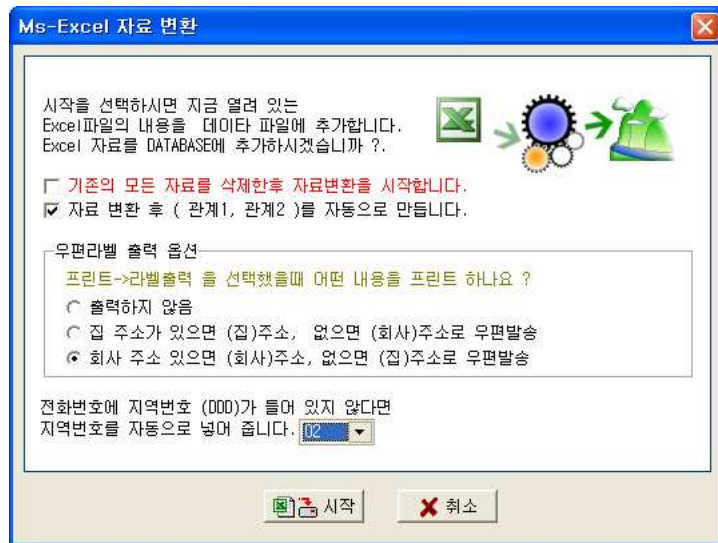 Ms-Excel 자료 변환
시작을 선택하시면 지금 열려 있는
Excel파일의 내용을 데이타 파일에 추가합니다.
Excel 자료를 DATABASE에 추가하시겠습니까 ?.
기존의 모든 자료를 삭제한후 자료변환을 시작합니다.
자료 변환 후 ( 관계1, 관계2 )를 자동으로 만듭니다.
우편라벨 출력 옵션
프린트->라벨출력 을 선택했을때 어떤 내용을 프린트 하나요 ?
출력하지 않음
집 주소가 있으면 (집)주소, 없으면 (회사)주소로 우편발송
회사 주소 있으면 (회사)주소, 없으면 (집)주소로 우편발송
전화번호에 지역번호 (DDD)가 들어 있지 않다면
지역번호를 자동으로 넣어 줍니다. 02
시작 취소